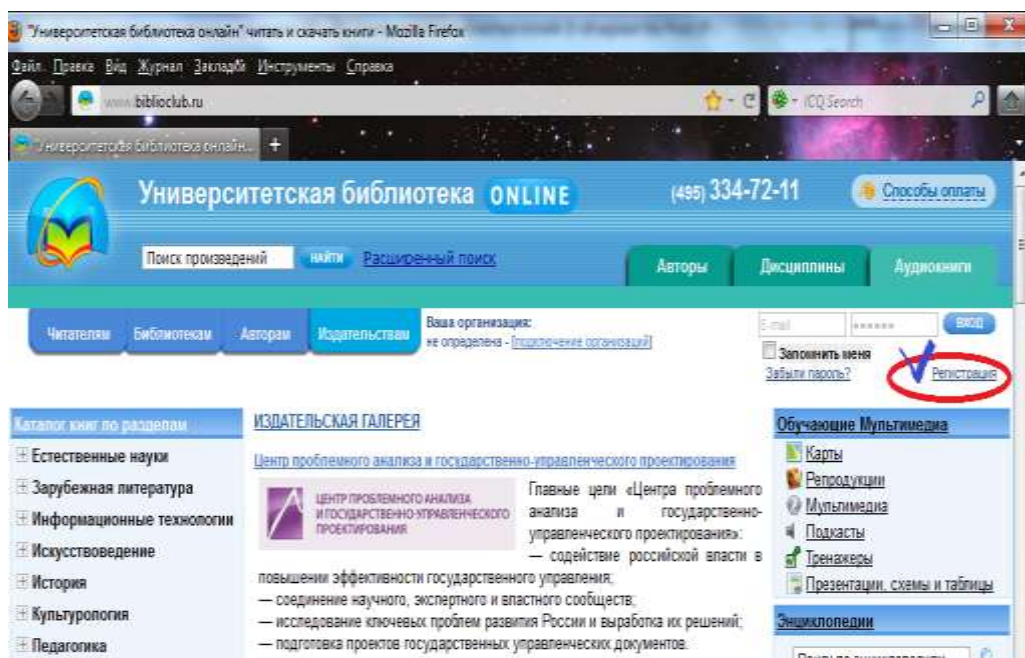 "Университетская библиотека онлайн" читать и скачать книги - Mozilla Firefox
Файл Правка Вид Журнал Закладки Инструменты Справка
www.biblioclub.ru
ICQ Search
"Университетская библиотека онлайн... +
Университетская библиотека ONLINE
(495) 334-72-11
Способы оплаты
Поиск произведений
НАЙТИ
Расширенный поиск
Авторы
Дисциплины
Аудиокниги
Читателям
Библиотекам
Авторам
Издательствам
Ваша организация:
не определена - [подключение организаций]
E-mail
ВХОД
Запомнить меня
Забыли пароль?
Регистрация
Каталог книг по разделам
Естественные науки
Зарубежная литература
Информационные технологии
Искусствоведение
История
Культурология
Педагогика
ИЗДАТЕЛЬСКАЯ ГАЛЕРЕЯ
Центр проблемного анализа и государственно-управленческого проектирования
ЦЕНТР ПРОБЛЕМНОГО АНАЛИЗА
И ГОСУДАРСТВЕННО-УПРАВЛЕНЧЕСКОГО
ПРОЕКТИРОВАНИЯ
Главные цели «Центра проблемного
анализа и государственно-
управленческого проектирования»:
— содействие российской власти в
повышении эффективности государственного управления;
— соединение научного, экспертного и властного сообществ;
— исследование ключевых проблем развития России и выработка их решений;
— подготовка проектов государственных управленческих документов.
Обучающие Мультимедиа
Карты
Репродукции
Мультимедиа
Подкасты
Тренажеры
Презентации, схемы и таблицы
Энциклопедии